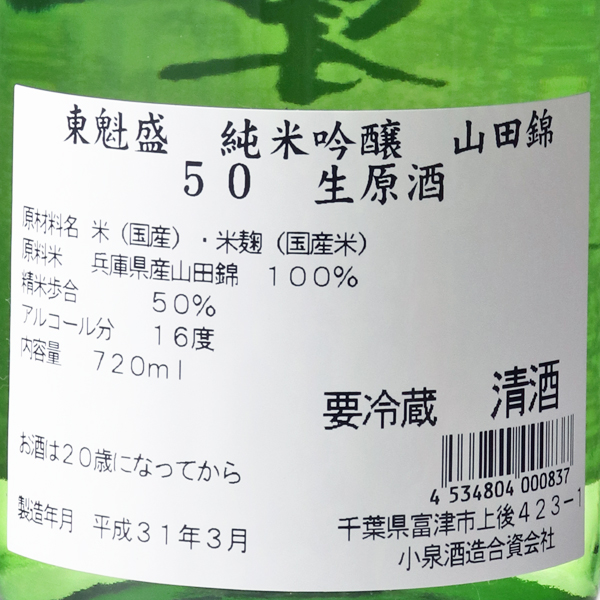 東魁盛 純米吟醸 山田錦
50 生原酒
原材料名 米(国産)・米麹(国産米)
原料米 兵庫県産山田錦 100%
精米歩合 50%
アルコール分 16度
内容量 720ml
要冷蔵 清酒
お酒は20歳になってから
4 534804 000837
製造年月 平成31年3月
千葉県富津市上後423-1
小泉酒造合資会社